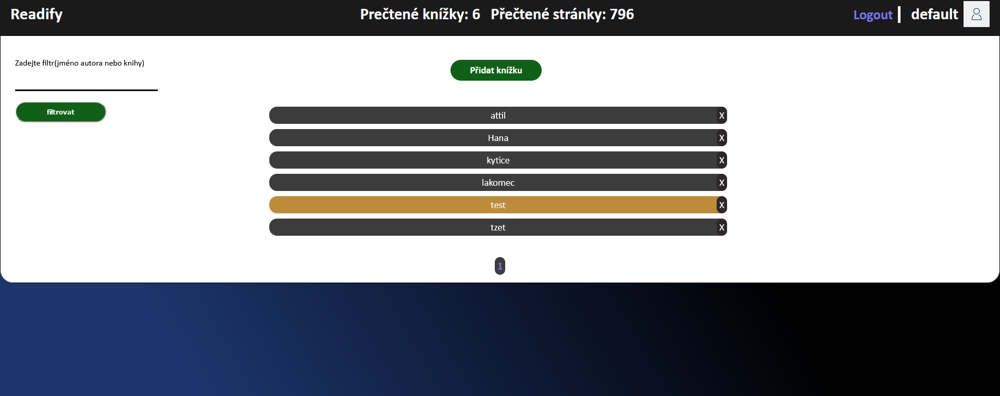 Readify
Prečtené knížky: 6 Přečtené stránky: 796
Logout
default
Zadejte filtr(jméno autora nebo knihy)
Přidat knížku
filtrovat
attil X
Hana X
kytice X
lakomec X
test X
tzet X
1